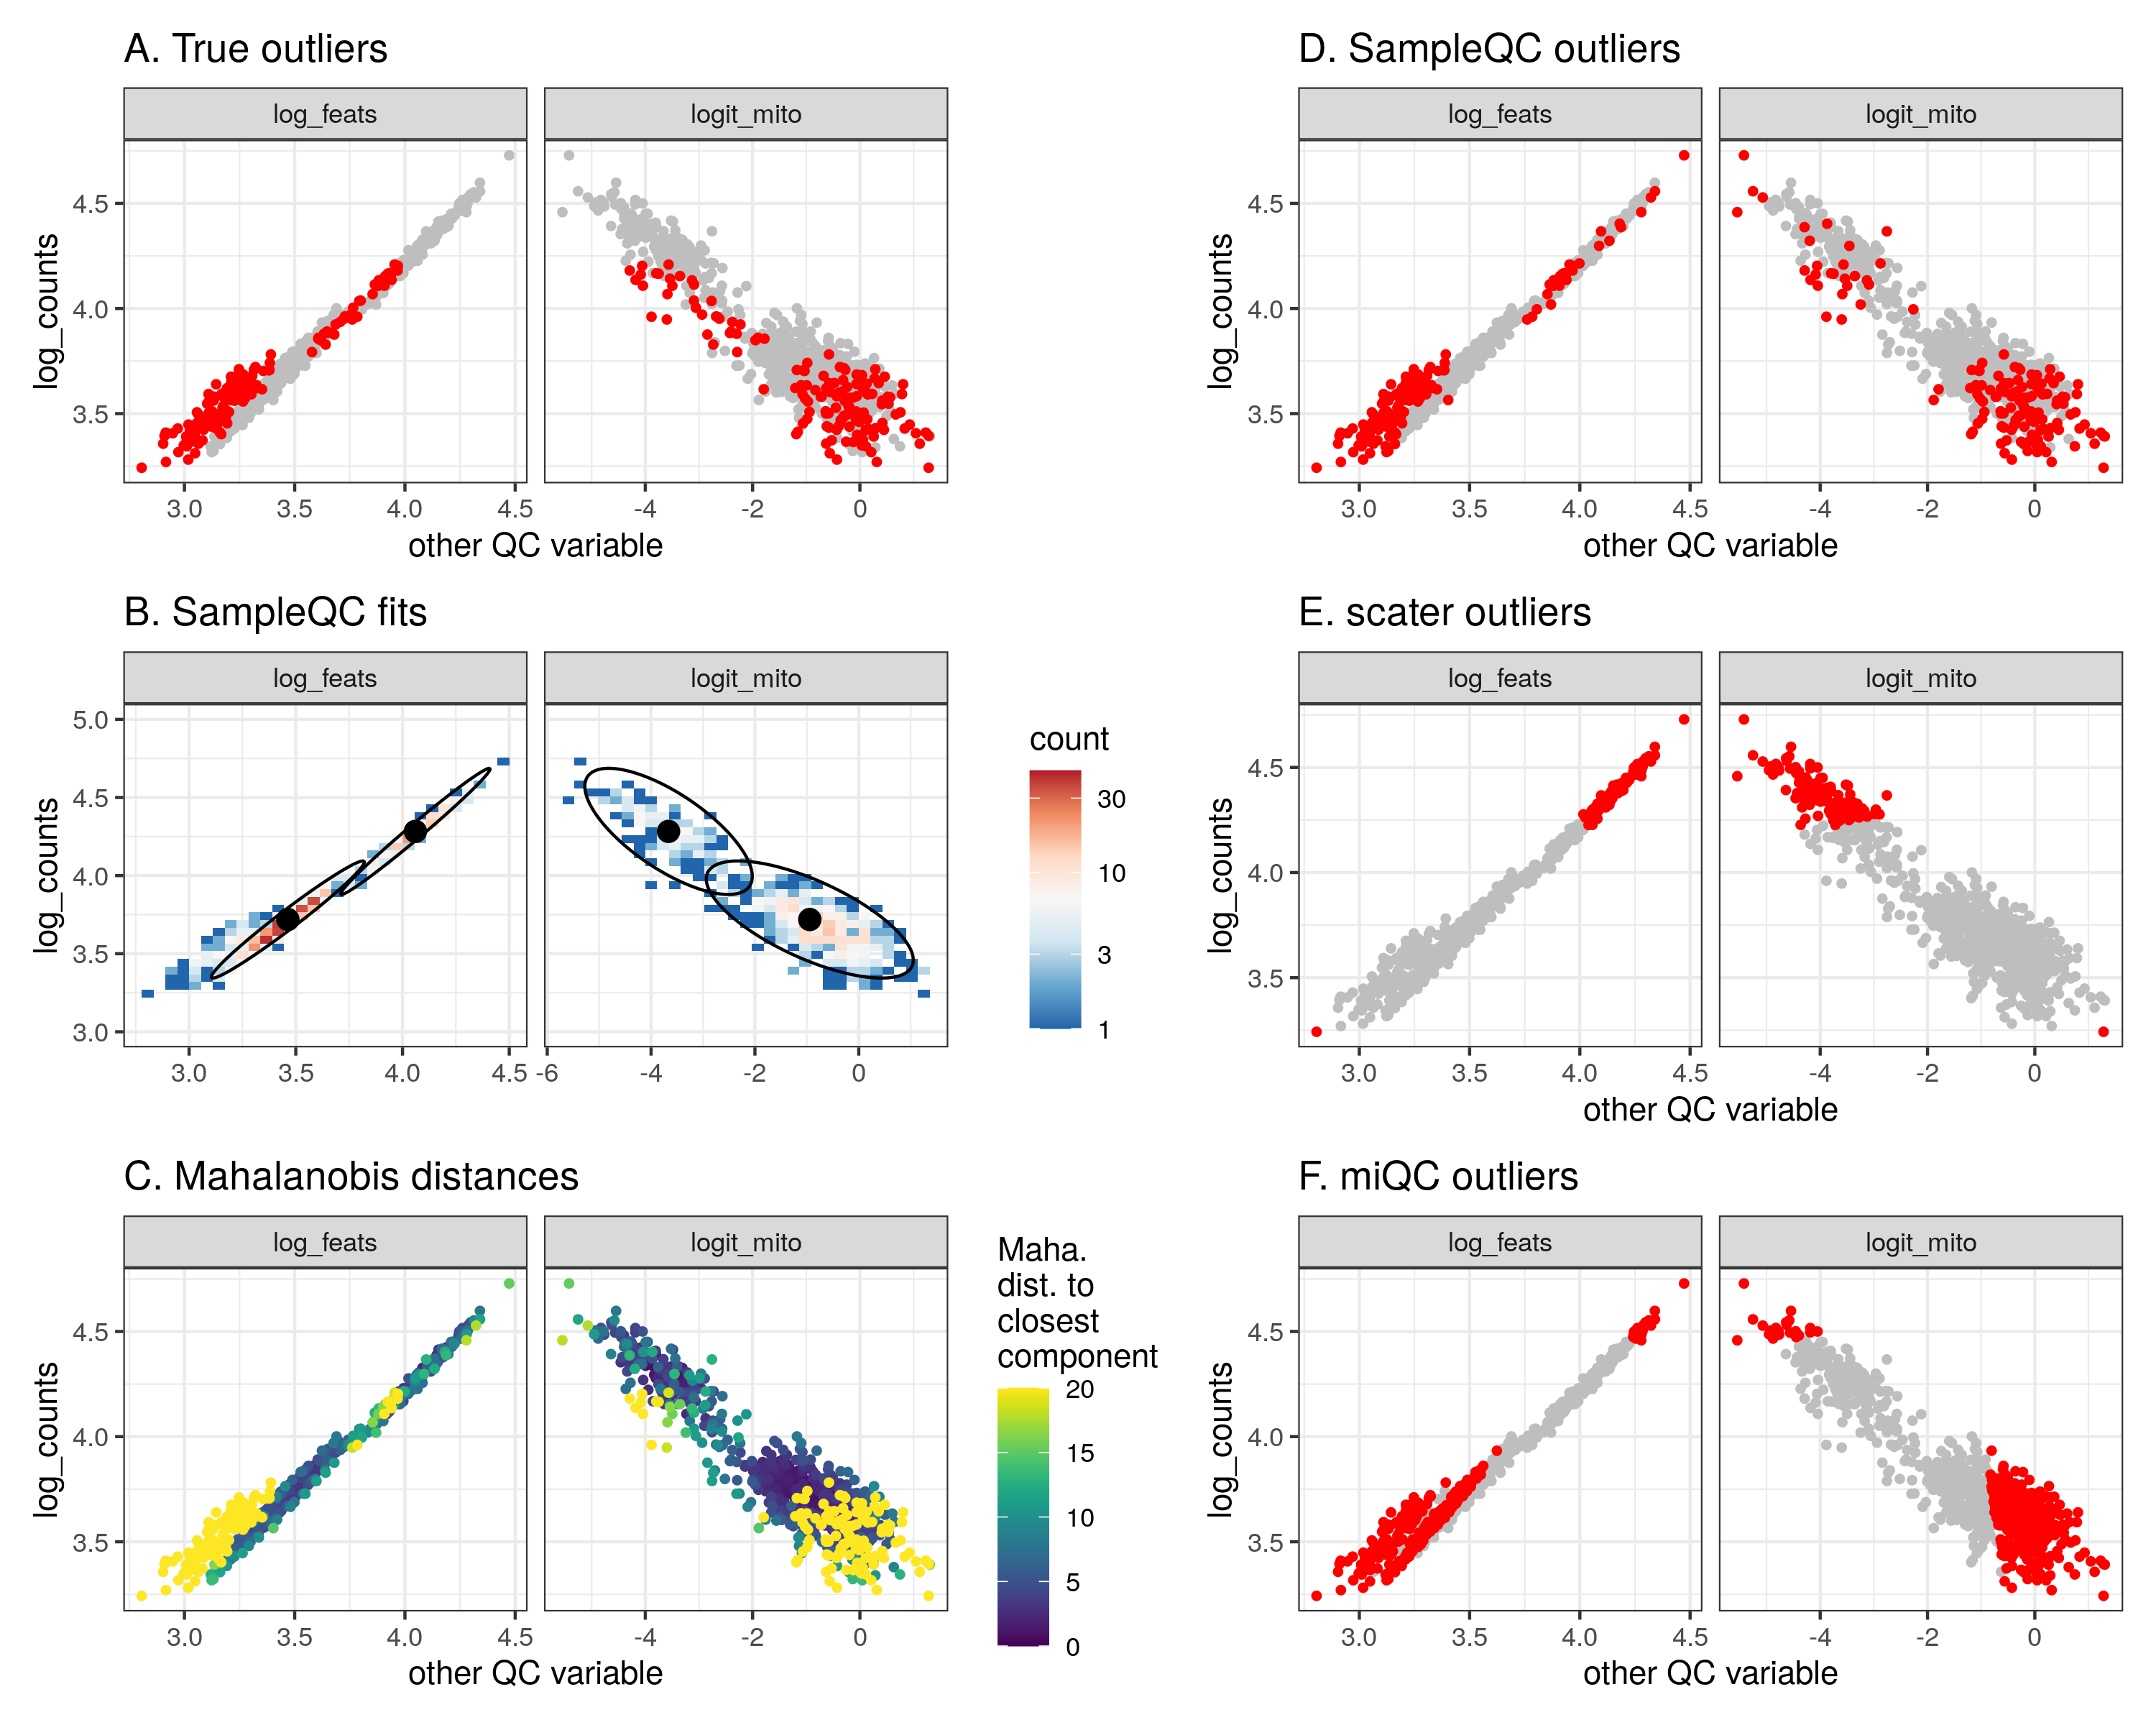 A. True outliers
log_feats
logit_mito
log_counts
4.5
4.0
3.5
3.0 3.5 4.0 4.5
-4 -2 0
other QC variable
B. SampleQC fits
log_feats
logit_mito
log_counts
5.0
4.5
4.0
3.5
3.0
3.0 3.5 4.0 4.5
-6 -4 -2 0
count
30
10
3
1
C. Mahalanobis distances
log_feats
logit_mito
log_counts
4.5
4.0
3.5
3.0 3.5 4.0 4.5
-4 -2 0
other QC variable
Maha.
dist. to
closest
component
20
15
10
5
0
D. SampleQC outliers
log_feats
logit_mito
log_counts
4.5
4.0
3.5
3.0 3.5 4.0 4.5
-4 -2 0
other QC variable
E. scater outliers
log_feats
logit_mito
log_counts
4.5
4.0
3.5
3.0 3.5 4.0 4.5
-4 -2 0
other QC variable
F. miQC outliers
log_feats
logit_mito
log_counts
4.5
4.0
3.5
3.0 3.5 4.0 4.5
-4 -2 0
other QC variable